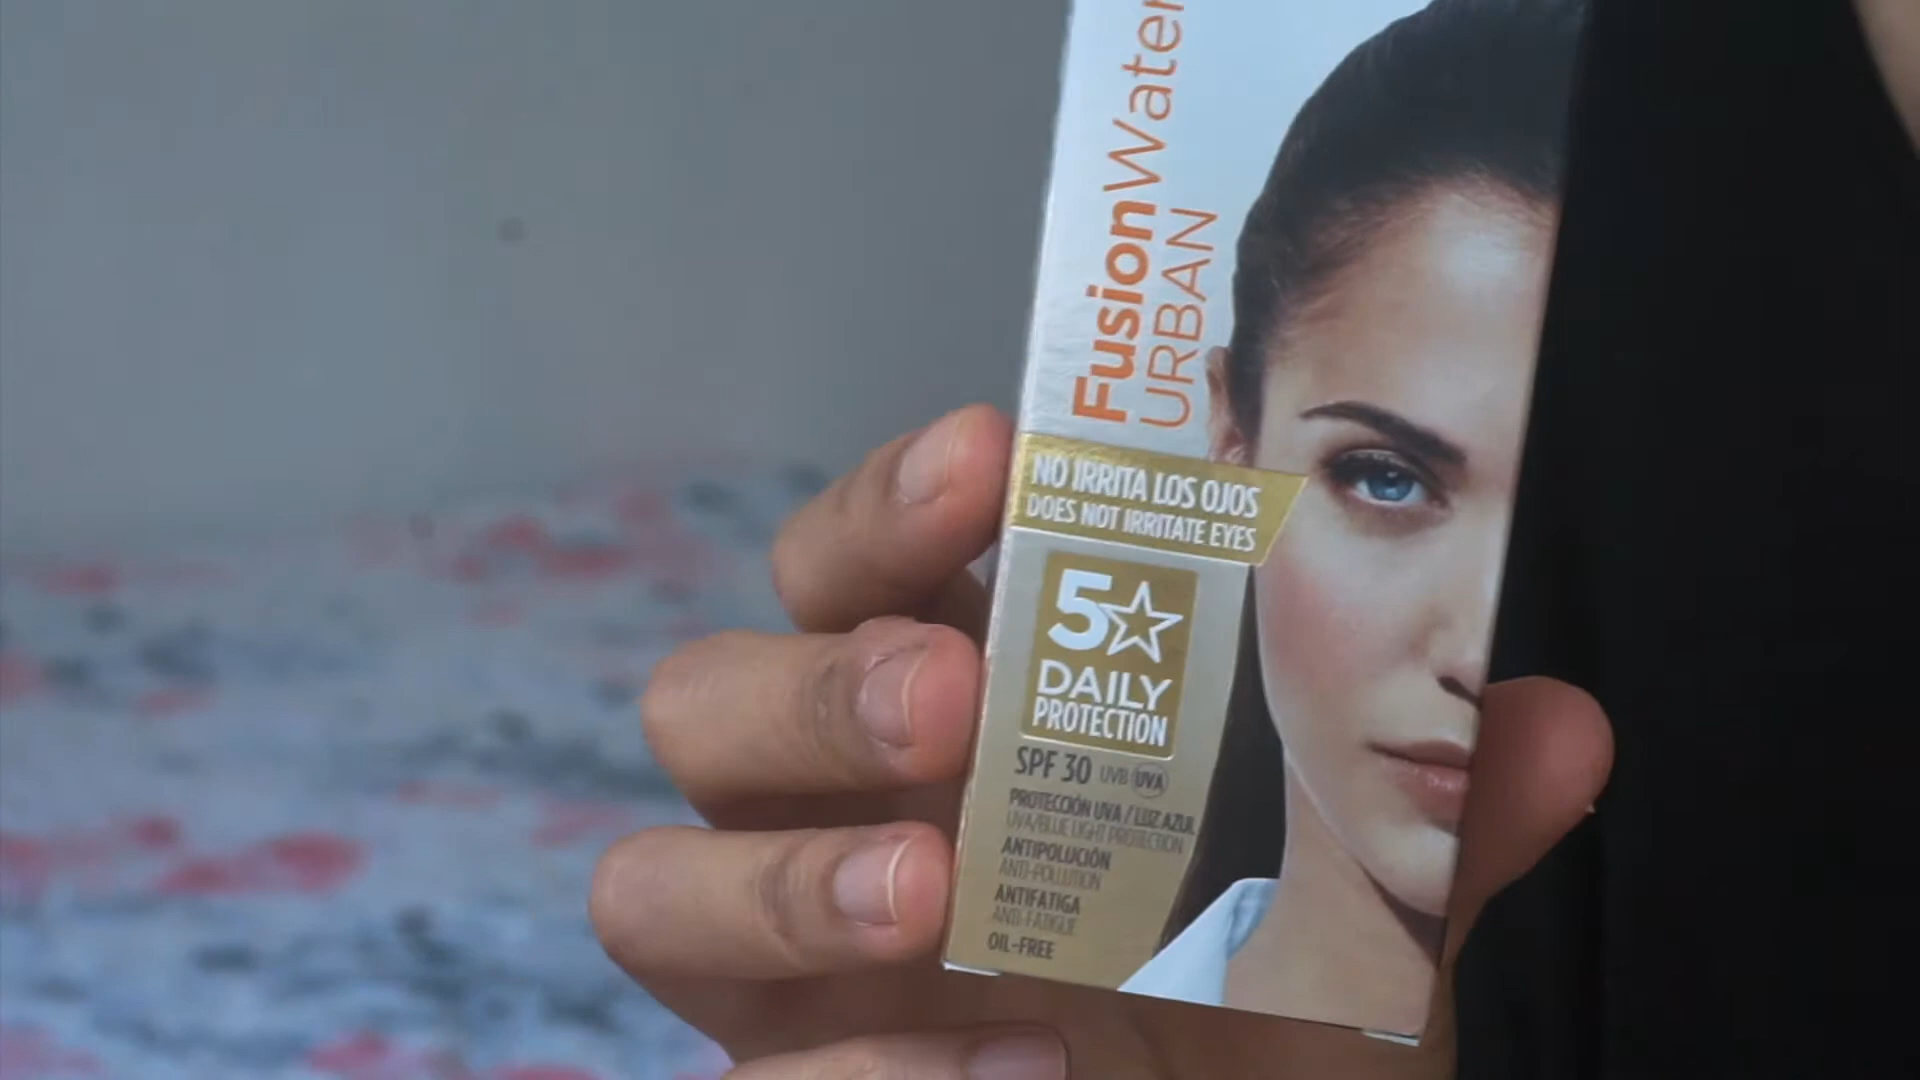 FusionWater
URBAN
NO IRRITA LOS OJOS
DOES NOT IRRITATE EYES
5
DAILY
PROTECTION
SPF 30 UVB UVA
PROTECCIÓN UVA / LUZ AZUL
UVA/BLUE LIGHT PROTECTION
ANTIPOLUCIÓN
ANTI-POLLUTION
ANTIFATIGA
ANTI-FATIGUE
OIL-FREE